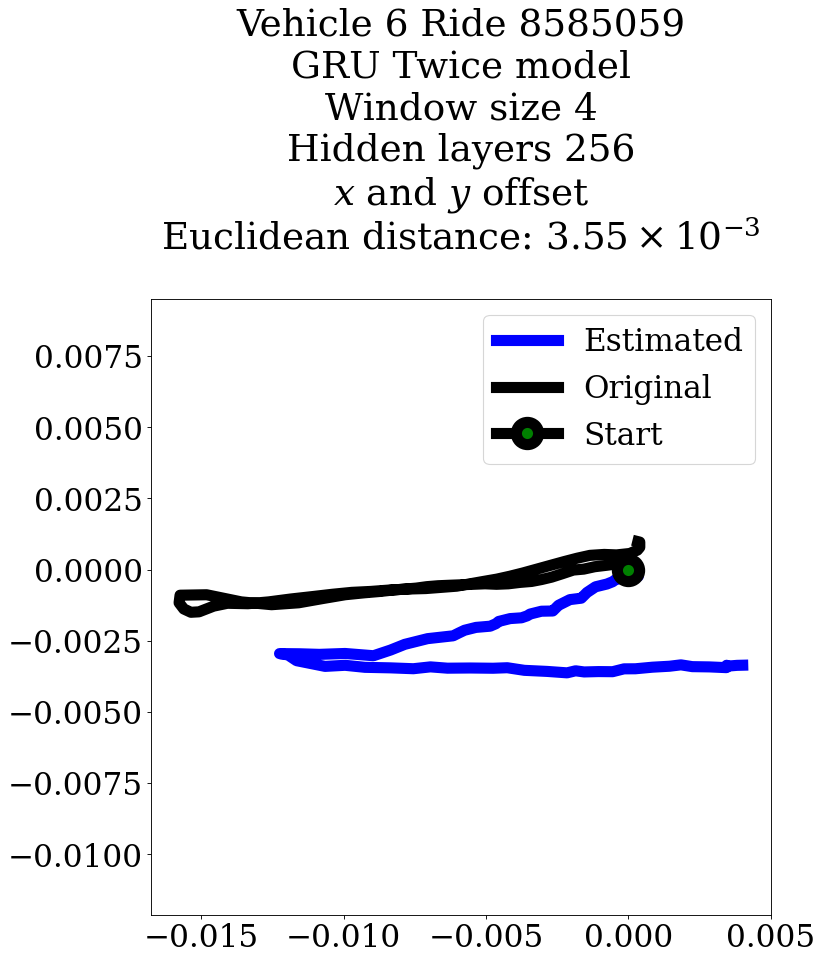 Vehicle 6 Ride 8585059
GRU Twice model
Window size 4
Hidden layers 256
x and y offset
Euclidean distance: 3.55 × 10⁻³
Estimated
Original
Start
0.0075
0.0050
0.0025
0.0000
−0.0025
−0.0050
−0.0075
−0.0100
−0.015 −0.010 −0.005 0.000 0.005